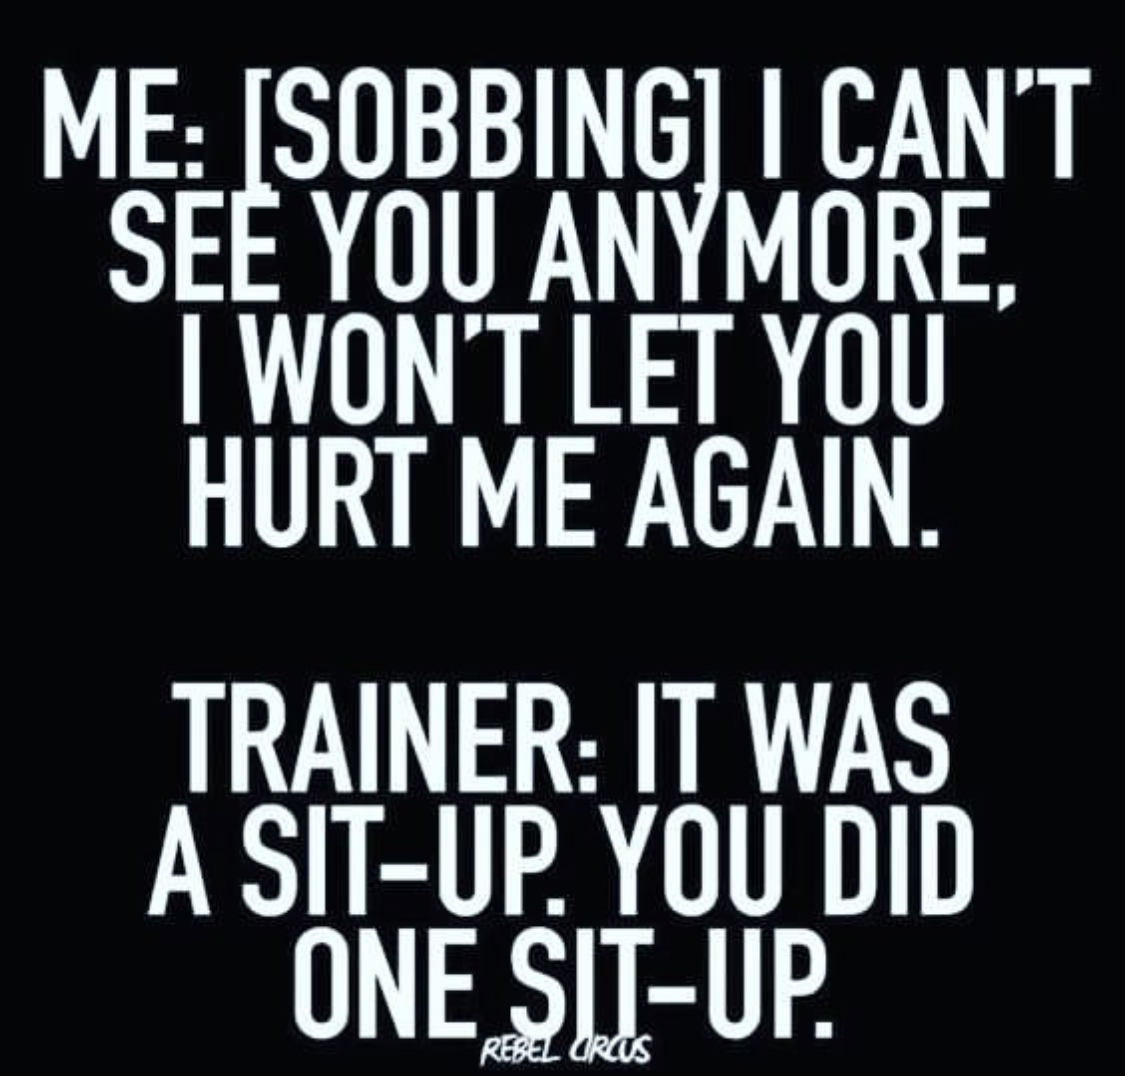 ME: [SOBBING] I CAN'T
SEE YOU ANYMORE,
I WON'T LET YOU
HURT ME AGAIN.
TRAINER: IT WAS
A SIT-UP. YOU DID
ONE SIT-UP.
REBEL CIRCUS